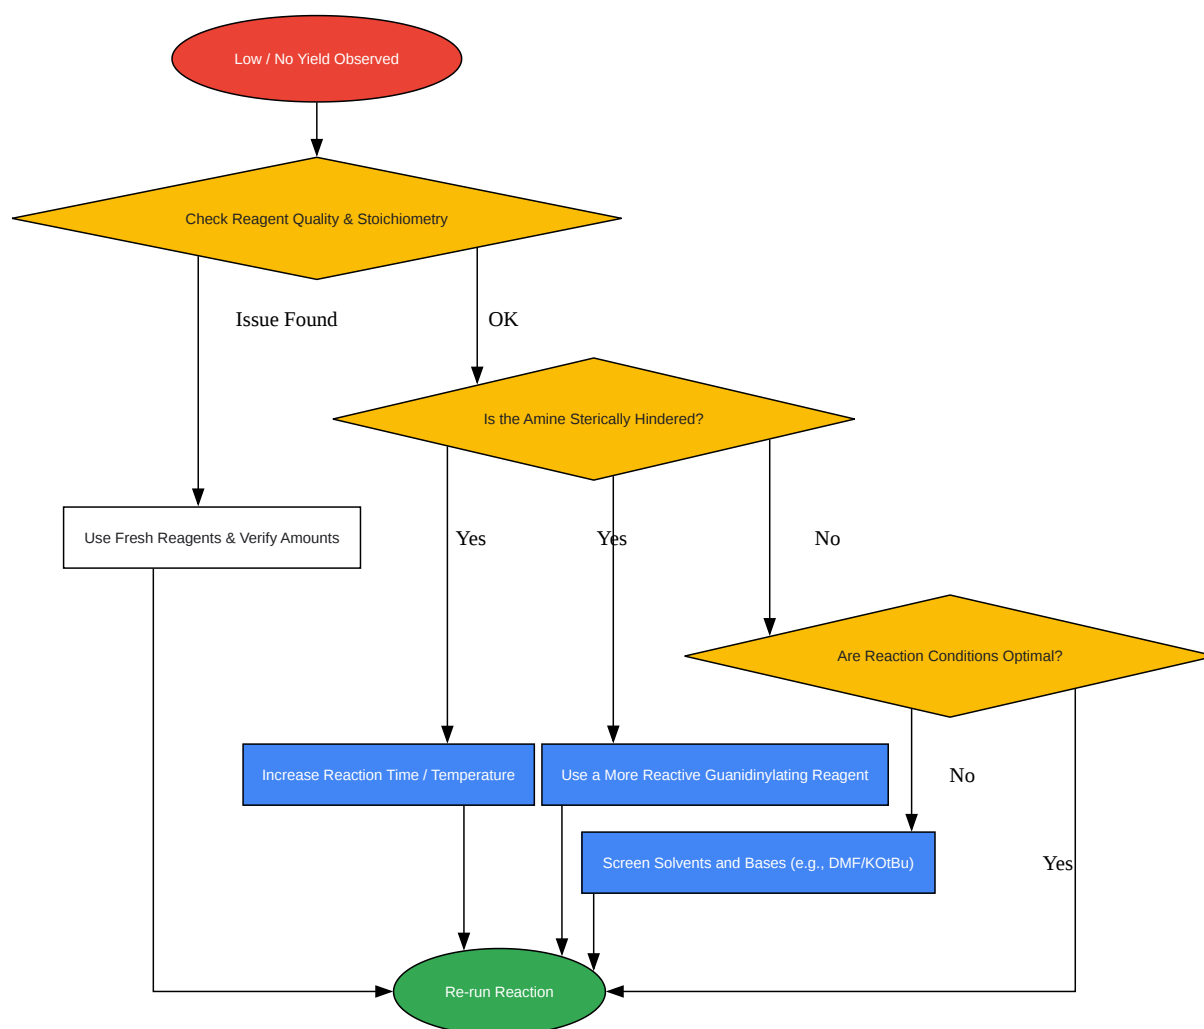 Low / No Yield Observed
Check Reagent Quality & Stoichiometry
Issue Found
OK
Is the Amine Sterically Hindered?
Use Fresh Reagents & Verify Amounts
Yes
Yes
No
Are Reaction Conditions Optimal?
Increase Reaction Time / Temperature
Use a More Reactive Guanidinylating Reagent
No
Screen Solvents and Bases (e.g., DMF/KOtBu)
Yes
Re-run Reaction